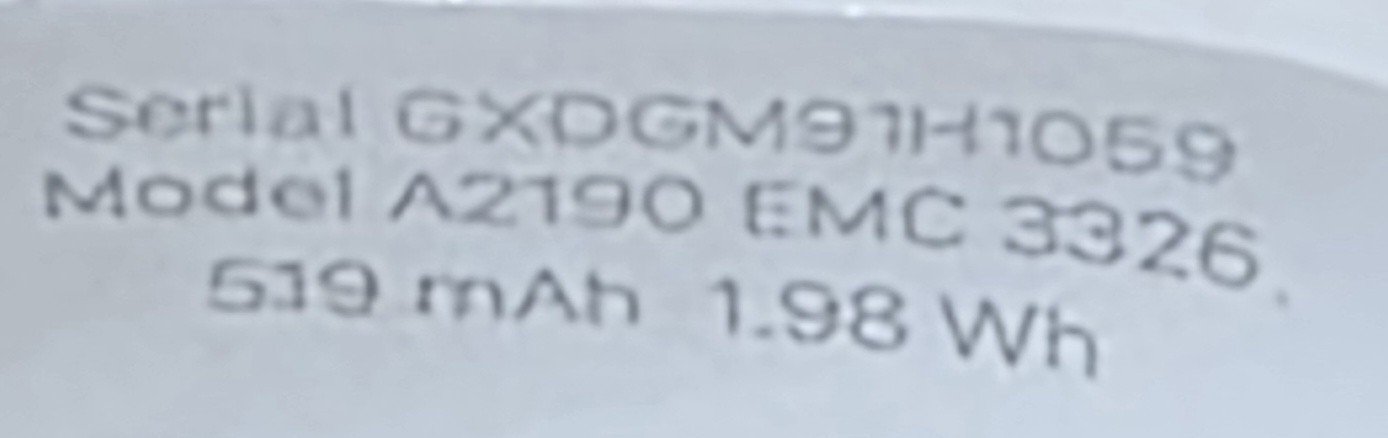 Serial GXDGM91H1059
Model A2190 EMC 3326
519 mAh 1.98 Wh